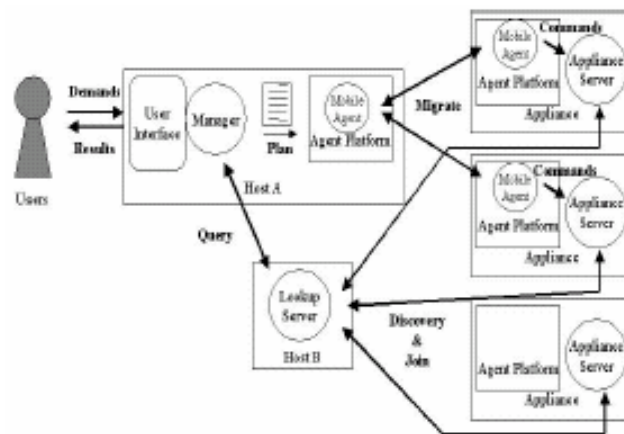 Users
Demands
Results
User
Interface
Manager
Plan
Mobile
Agent
Agent Platform
Host A
Query
Lookup
Server
Host B
Migrate
Mobile
Agent
Agent Platform
Commands
Appliance
Server
Appliance
Mobile
Agent
Agent Platform
Commands
Appliance
Server
Appliance
Discovery
&
Join
Agent Platform
Appliance
Server
Appliance